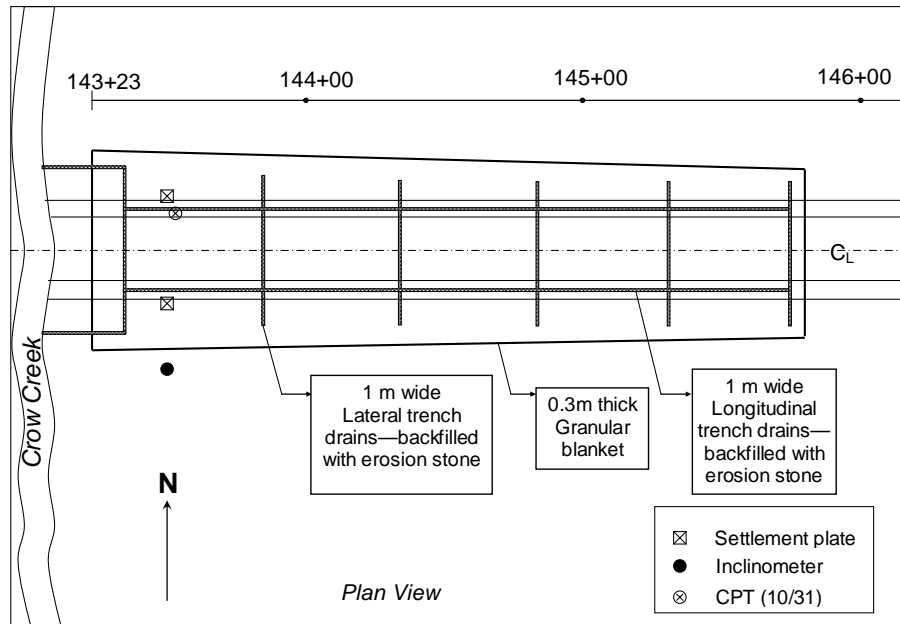 143+23
144+00
145+00
146+00
C_L
Crow Creek
1 m wide
Lateral trench
drains—backfilled
with erosion stone
0.3m thick
Granular
blanket
1 m wide
Longitudinal
trench drains—
backfilled with
erosion stone
N
Plan View
Settlement plate
Inclinometer
CPT (10/31)